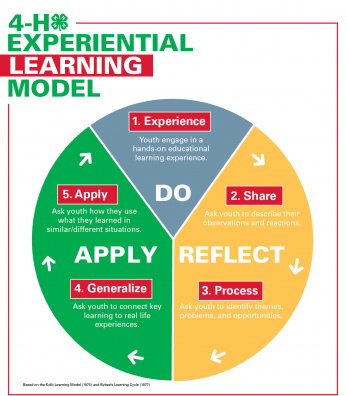 4-H
EXPERIENTIAL
LEARNING
MODEL
1. Experience
Youth engage in a
hands-on educational
learning experience.
DO
2. Share
Ask youth to describe their
observations and reactions.
REFLECT
3. Process
Ask youth to identify themes,
problems, and opportunities.
4. Generalize
Ask youth to connect key
learning to real life
experiences.
APPLY
5. Apply
Ask youth how they use
what they learned in
similar/different situations.
Based on the Kolb Learning Model (1975) and Rytwa's Learning Cycle (1977)